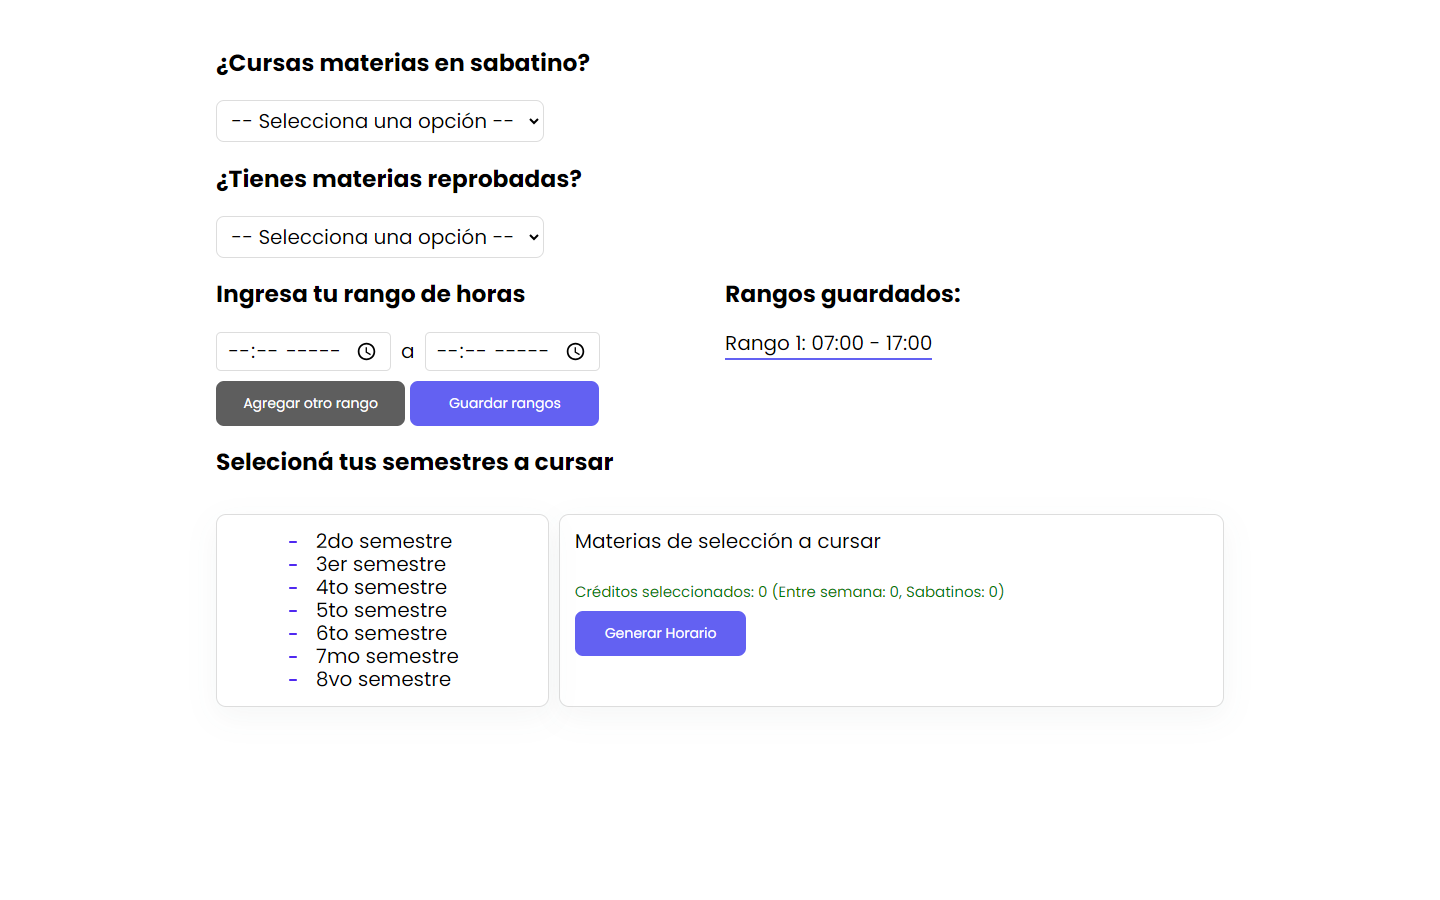 ¿Cursas materias en sabatino?
-- Selecciona una opción --
¿Tienes materias reprobadas?
-- Selecciona una opción --
Ingresa tu rango de horas
--:-- ----- a --:-- -----
Agregar otro rango Guardar rangos
Rangos guardados:
Rango 1: 07:00 - 17:00
Selecioná tus semestres a cursar
- 2do semestre
- 3er semestre
- 4to semestre
- 5to semestre
- 6to semestre
- 7mo semestre
- 8vo semestre
Materias de selección a cursar
Créditos seleccionados: 0 (Entre semana: 0, Sabatinos: 0)
Generar Horario